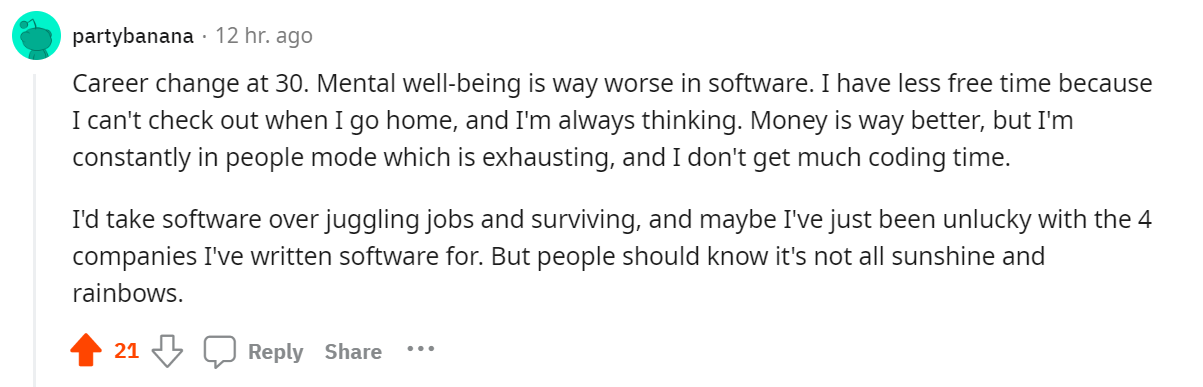 partybanana · 12 hr. ago
Career change at 30. Mental well-being is way worse in software. I have less free time because
I can't check out when I go home, and I'm always thinking. Money is way better, but I'm
constantly in people mode which is exhausting, and I don't get much coding time.
I'd take software over juggling jobs and surviving, and maybe I've just been unlucky with the 4
companies I've written software for. But people should know it's not all sunshine and
rainbows.
21 Reply Share ···